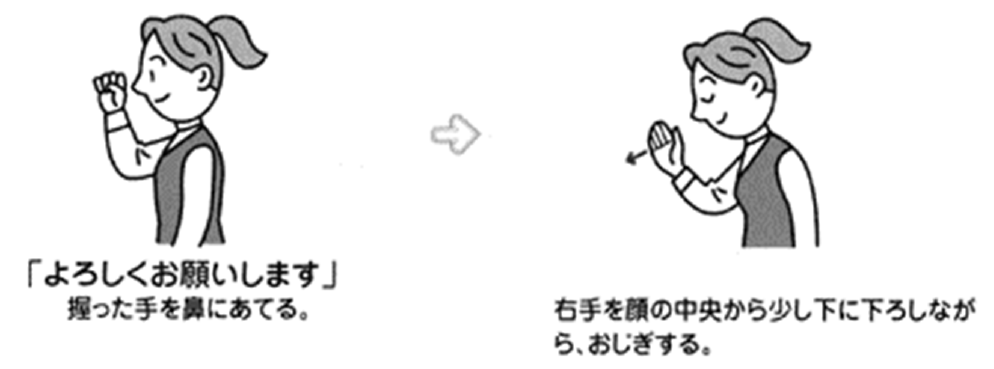 「よろしくお願いします」
握った手を鼻にあてる。
右手を顔の中央から少し下に下ろしなが
ら、おじぎする。